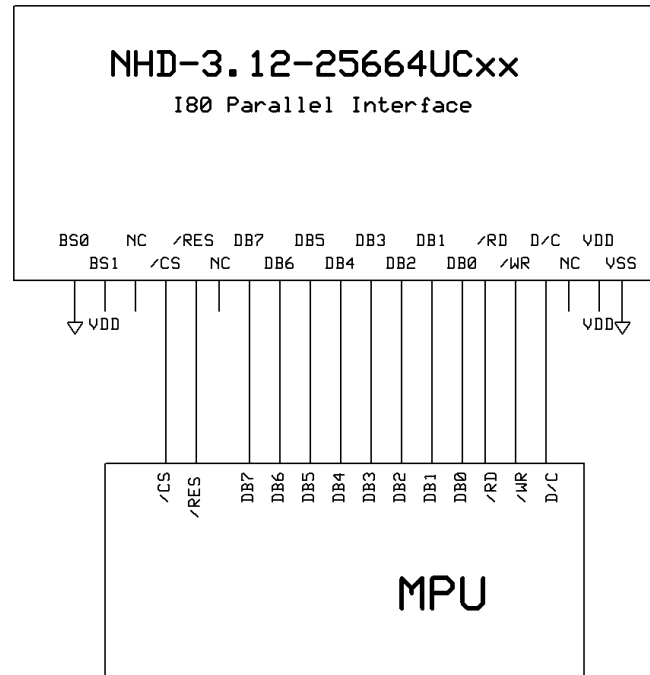 NHD-3.12-25664UCxx
I80 Parallel Interface
BS0 NC /RES DB7 DB5 DB3 DB1 /RD D/C VDD
BS1 /CS NC DB6 DB4 DB2 DB0 /WR NC VSS
VDD VDD
/CS /RES DB7 DB6 DB5 DB4 DB3 DB2 DB1 DB0 /RD /WR D/C
MPU